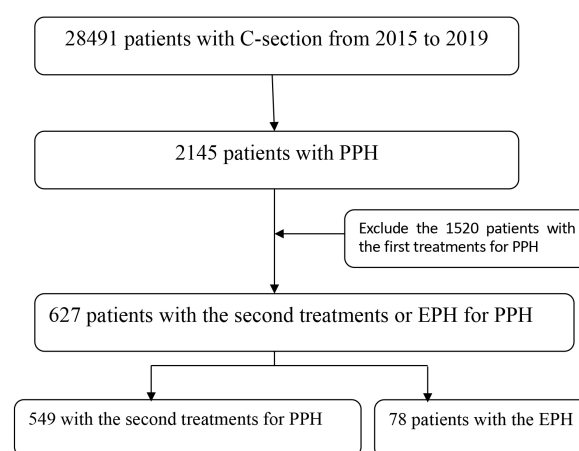 28491 patients with C-section from 2015 to 2019
2145 patients with PPH
Exclude the 1520 patients with
the first treatments for PPH
627 patients with the second treatments or EPH for PPH
549 with the second treatments for PPH
78 patients with the EPH